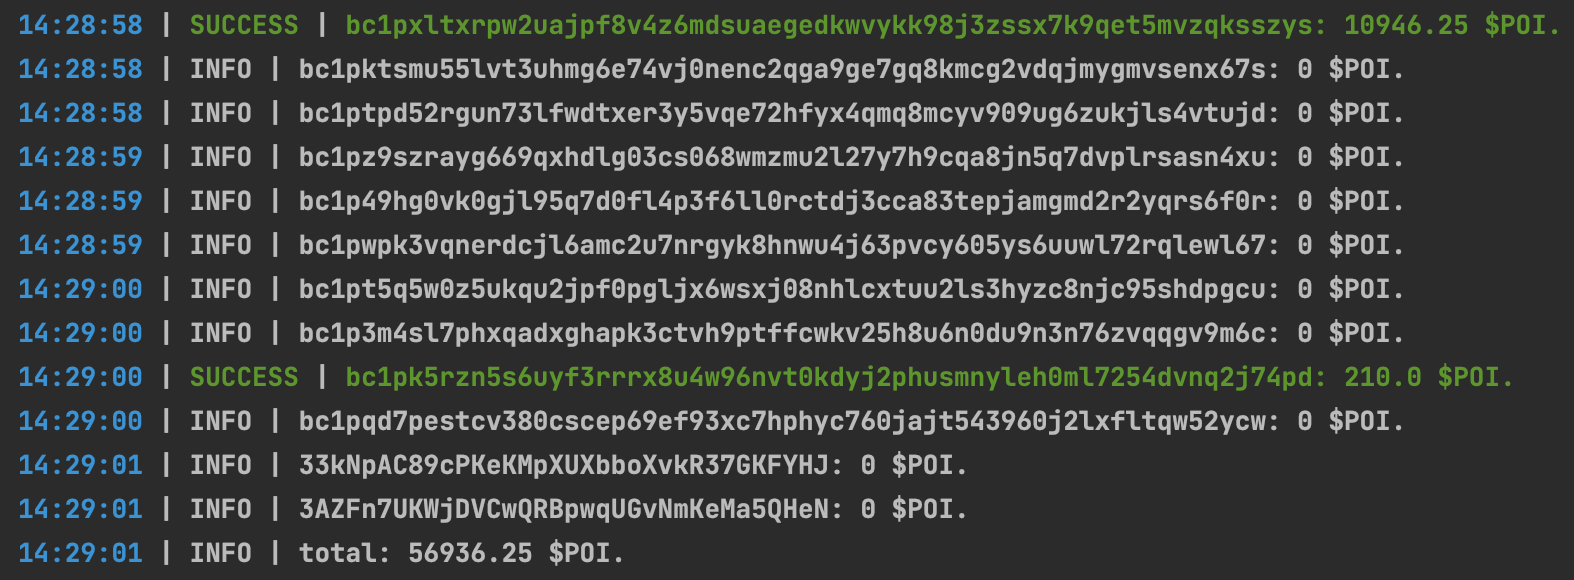 14:28:58 | SUCCESS | bc1pxltxrpw2uajpf8v4z6mdsuaegedkwvykk98j3zssx7k9qet5mvzqksszys: 10946.25 $POI.
14:28:58 | INFO | bc1pktsmu55lvt3uhmg6e74vj0nenc2qga9ge7gq8kmcg2vdqjmygmvsenx67s: 0 $POI.
14:28:58 | INFO | bc1ptpd52rgun73lfwdtxer3y5vqe72hfyx4qmq8mcyv909ug6zukjls4vtujd: 0 $POI.
14:28:59 | INFO | bc1pz9szrayg669qxhdlg03cs068wmzmu2l27y7h9cqa8jn5q7dvplrsasn4xu: 0 $POI.
14:28:59 | INFO | bc1p49hg0vk0gjl95q7d0fl4p3f6ll0rctdj3cca83tepjamgmd2r2yqrs6f0r: 0 $POI.
14:28:59 | INFO | bc1pwpk3vqnerdcjl6amc2u7nrgyk8hnwu4j63pvcy605ys6uuwl72rqlewl67: 0 $POI.
14:29:00 | INFO | bc1pt5q5w0z5ukqu2jpf0pgljx6wsxj08nhlcxtuu2ls3hyzc8njc95shdpgcu: 0 $POI.
14:29:00 | INFO | bc1p3m4sl7phxqadxghapk3ctvh9ptffcwkv25h8u6n0du9n3n76zvqqgv9m6c: 0 $POI.
14:29:00 | SUCCESS | bc1pk5rzn5s6uyf3rrrx8u4w96nvt0kdyj2phusmnyleh0ml7254dvnq2j74pd: 210.0 $POI.
14:29:00 | INFO | bc1pqd7pestcv380cscep69ef93xc7hphyc760jajt543960j2lxfltqw52ycw: 0 $POI.
14:29:01 | INFO | 33kNpAC89cPKeKMpXUXbboXvkR37GKFYHJ: 0 $POI.
14:29:01 | INFO | 3AZFn7UKWjDVCwQRBpwqUGvNmKeMa5QHeN: 0 $POI.
14:29:01 | INFO | total: 56936.25 $POI.